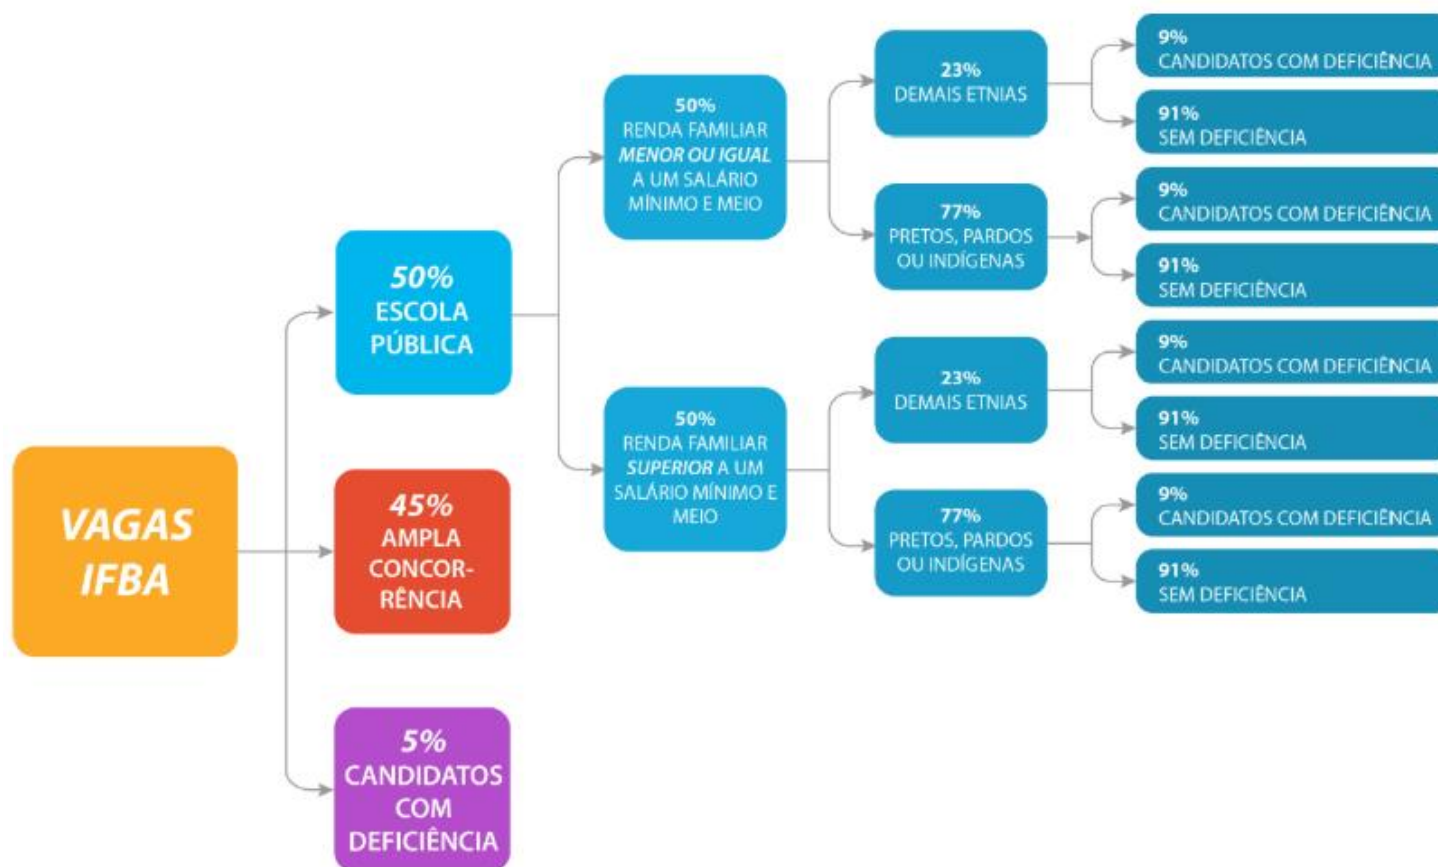 VAGAS
IFBA
50%
ESCOLA
PÚBLICA
45%
AMPLA
CONCOR-
RÊNCIA
5%
CANDIDATOS
COM
DEFICIÊNCIA
50%
RENDA FAMILIAR
MENOR OU IGUAL
A UM SALÁRIO
MÍNIMO E MEIO
50%
RENDA FAMILIAR
SUPERIOR A UM
SALÁRIO MÍNIMO E
MEIO
23%
DEMAIS ETNIAS
77%
PRETOS, PARDOS
OU INDÍGENAS
23%
DEMAIS ETNIAS
77%
PRETOS, PARDOS
OU INDÍGENAS
9%
CANDIDATOS COM DEFICIÊNCIA
91%
SEM DEFICIÊNCIA
9%
CANDIDATOS COM DEFICIÊNCIA
91%
SEM DEFICIÊNCIA
9%
CANDIDATOS COM DEFICIÊNCIA
91%
SEM DEFICIÊNCIA
9%
CANDIDATOS COM DEFICIÊNCIA
91%
SEM DEFICIÊNCIA